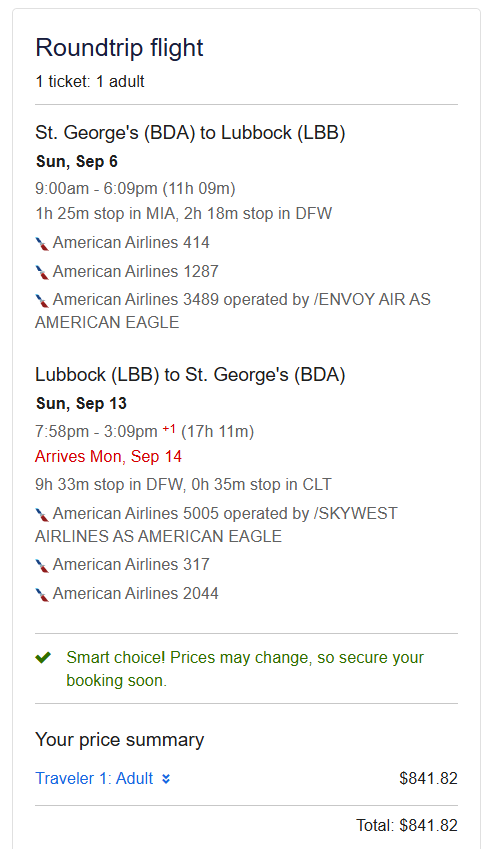 Roundtrip flight
1 ticket: 1 adult
St. George's (BDA) to Lubbock (LBB)
Sun, Sep 6
9:00am - 6:09pm (11h 09m)
1h 25m stop in MIA, 2h 18m stop in DFW
American Airlines 414
American Airlines 1287
American Airlines 3489 operated by /ENVOY AIR AS
AMERICAN EAGLE
Lubbock (LBB) to St. George's (BDA)
Sun, Sep 13
7:58pm - 3:09pm +1 (17h 11m)
Arrives Mon, Sep 14
9h 33m stop in DFW, 0h 35m stop in CLT
American Airlines 5005 operated by /SKYWEST
AIRLINES AS AMERICAN EAGLE
American Airlines 317
American Airlines 2044
Smart choice! Prices may change, so secure your
booking soon.
Your price summary
Traveler 1: Adult $841.82
Total: $841.82